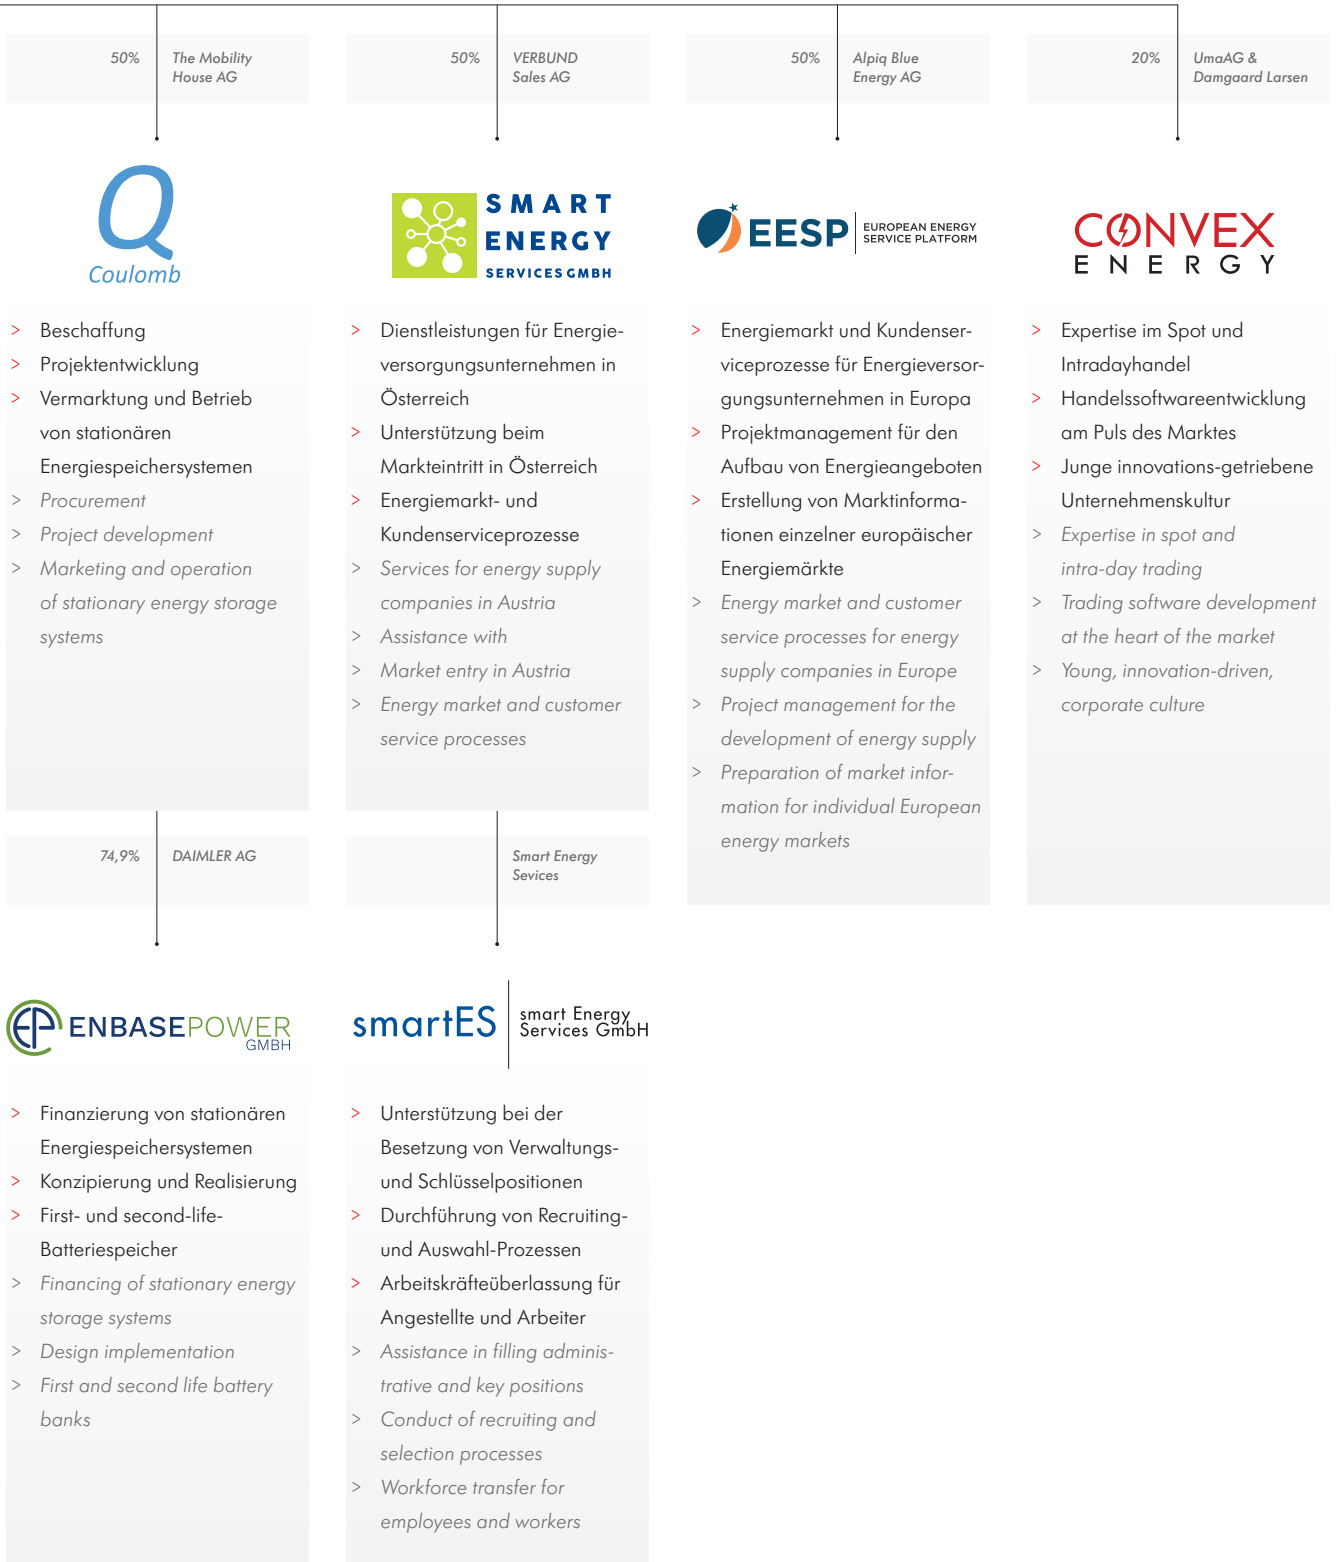 50%
The Mobility
House AG
Q
Coulomb
> Beschaffung
> Projektentwicklung
> Vermarktung und Betrieb
von stationären
Energiespeichersystemen
> Procurement
> Project development
> Marketing and operation
of stationary energy storage
systems
50%
VERBUND
Sales AG
SMART
ENERGY
SERVICES GMBH
> Dienstleistungen für Energie-
versorgungsunternehmen in
Österreich
> Unterstützung beim
Markteintritt in Österreich
> Energiemarkt- und
Kundenserviceprozesse
> Services for energy supply
companies in Austria
> Assistance with
> Market entry in Austria
> Energy market and customer
service processes
50%
Alpiq Blue
Energy AG
EESP
EUROPEAN ENERGY
SERVICE PLATFORM
> Energiemarkt und Kundenser-
viceprozesse für Energieversor-
gungsunternehmen in Europa
> Projektmanagement für den
Aufbau von Energieangeboten
> Erstellung von Marktinforma-
tionen einzelner europäischer
Energiemärkte
> Energy market and customer
service processes for energy
supply companies in Europe
> Project management for the
development of energy supply
> Preparation of market infor-
mation for individual European
energy markets
20%
UmaAG &
Damgaard Larsen
CONVEX
ENERGY
> Expertise im Spot und
Intradayhandel
> Handelssoftwareentwicklung
am Puls des Marktes
> Junge innovations-getriebene
Unternehmenskultur
> Expertise in spot and
intra-day trading
> Trading software development
at the heart of the market
> Young, innovation-driven,
corporate culture
74,9%
DAIMLER AG
EP ENBASEPOWER
GMBH
> Finanzierung von stationären
Energiespeichersystemen
> Konzipierung und Realisierung
> First- und second-life-
Batteriespeicher
> Financing of stationary energy
storage systems
> Design implementation
> First and second life battery
banks
Smart Energy
Sevices
smartES
smart Energy
Services GmbH
> Unterstützung bei der
Besetzung von Verwaltungs-
und Schlüsselpositionen
> Durchführung von Recruiting-
und Auswahl-Prozessen
> Arbeitskräfteüberlassung für
Angestellte und Arbeiter
> Assistance in filling adminis-
trative and key positions
> Conduct of recruiting and
selection processes
> Workforce transfer for
employees and workers